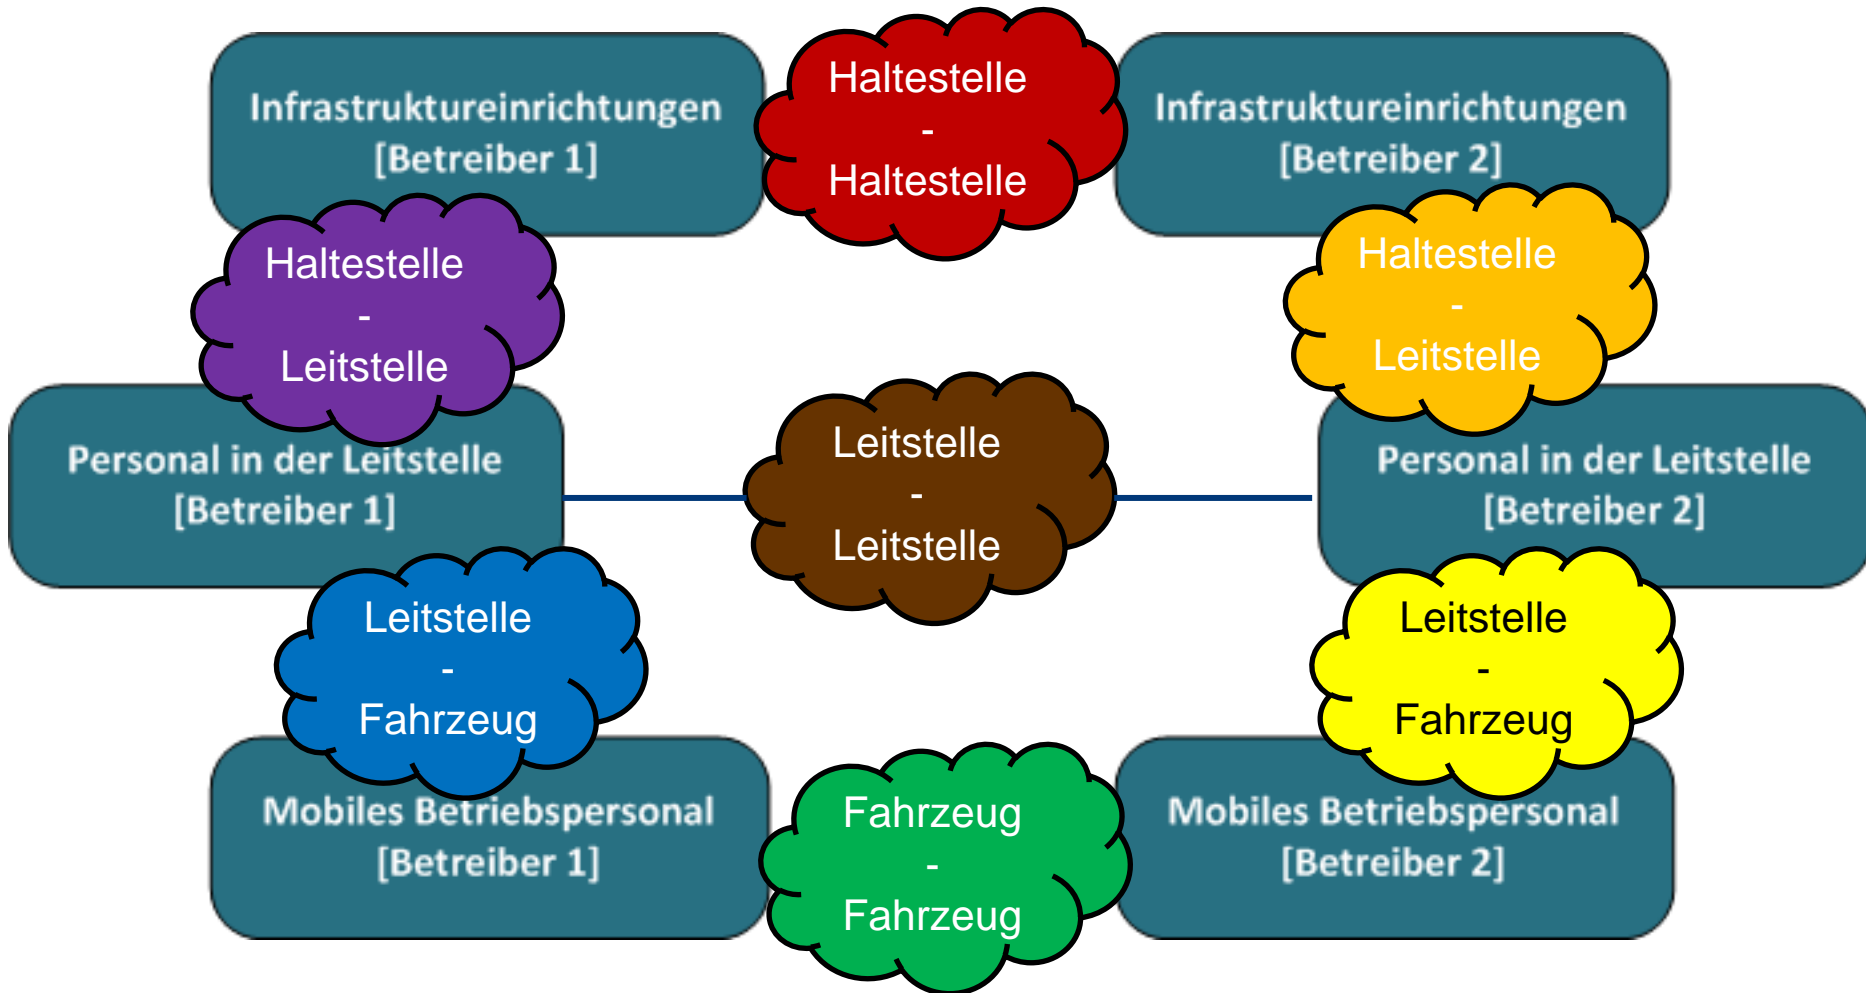 Infrastruktureinrichtungen
[Betreiber 1]
Haltestelle
-
Haltestelle
Infrastruktureinrichtungen
[Betreiber 2]
Haltestelle
-
Leitstelle
Haltestelle
-
Leitstelle
Personal in der Leitstelle
[Betreiber 1]
Leitstelle
-
Leitstelle
Personal in der Leitstelle
[Betreiber 2]
Leitstelle
-
Fahrzeug
Leitstelle
-
Fahrzeug
Mobiles Betriebspersonal
[Betreiber 1]
Fahrzeug
-
Fahrzeug
Mobiles Betriebspersonal
[Betreiber 2]